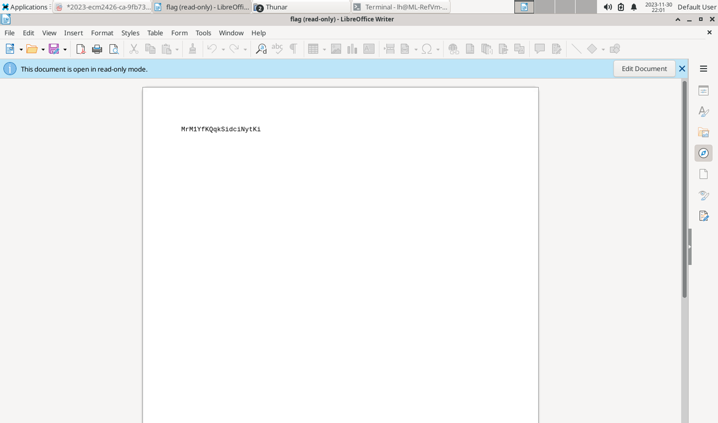 Applications
*2023-ecm2426-ca-9fb73...
flag (read-only) - LibreOffi...
2 Thunar
Terminal - lh@ML-RefVm-...
2023-11-30
22:01
Default User
flag (read-only) - LibreOffice Writer
File Edit View Insert Format Styles Table Form Tools Window Help
This document is open in read-only mode.
Edit Document
MrM1YfKQqkSidciNytKi